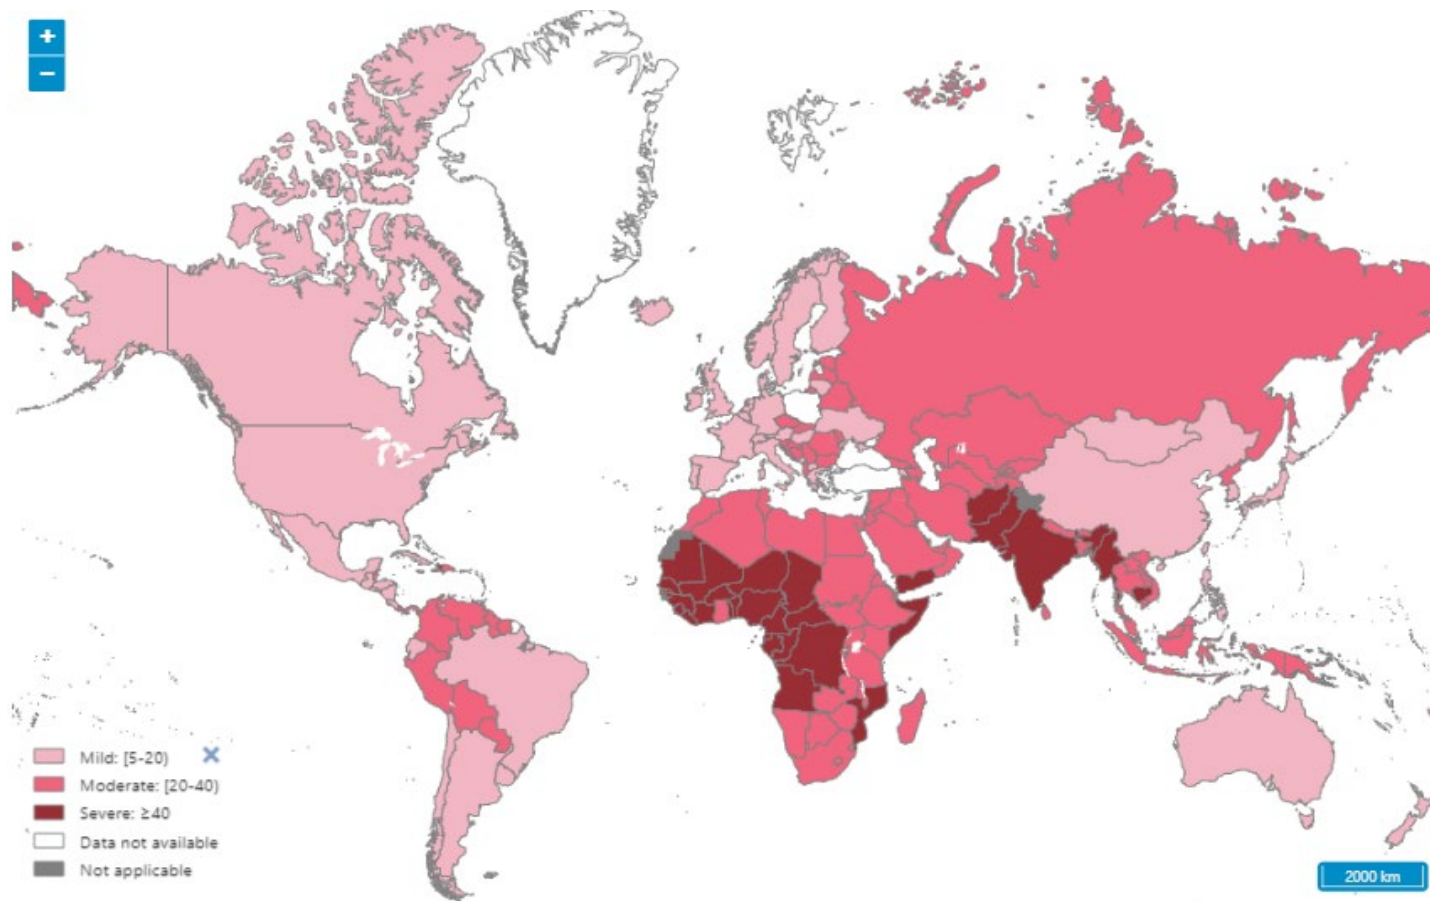 +
−
Mild: [5-20)
Moderate: [20-40)
Severe: ≥40
Data not available
Not applicable
2000 km